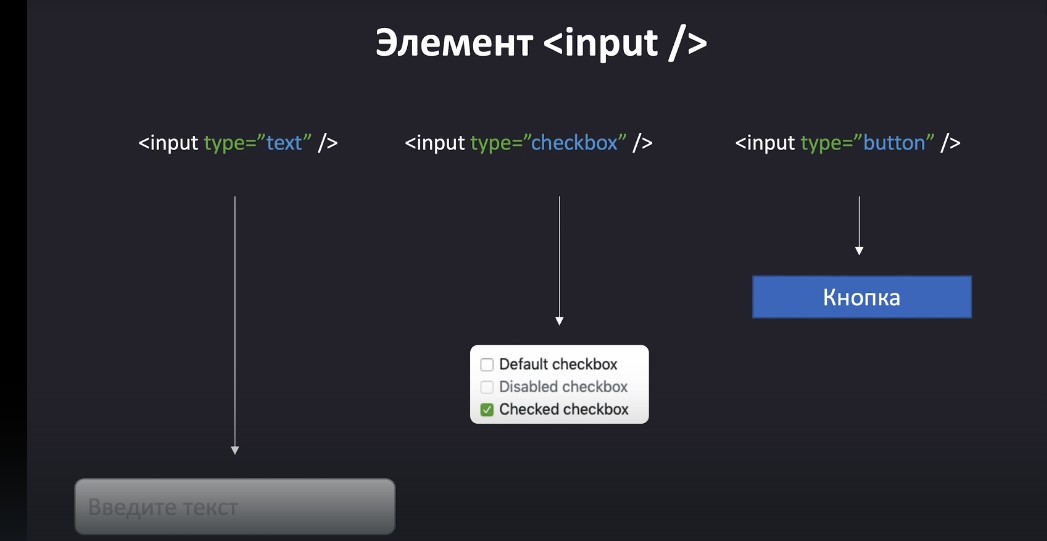 Элемент <input />
<input type=”text” />
<input type=”checkbox” />
<input type=”button” />
Кнопка
Default checkbox
Disabled checkbox
Checked checkbox
Введите текст